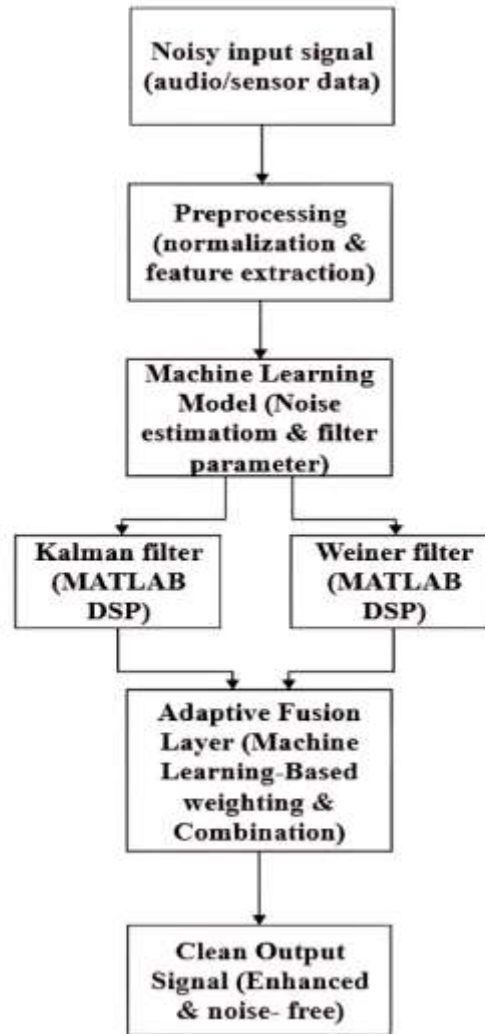 Noisy input signal
(audio/sensor data)
Preprocessing
(normalization &
feature extraction)
Machine Learning
Model (Noise
estimatiom & filter
parameter)
Kalman filter
(MATLAB
DSP)
Weiner filter
(MATLAB
DSP)
Adaptive Fusion
Layer (Machine
Learning-Based
weighting &
Combination)
Clean Output
Signal (Enhanced
& noise- free)